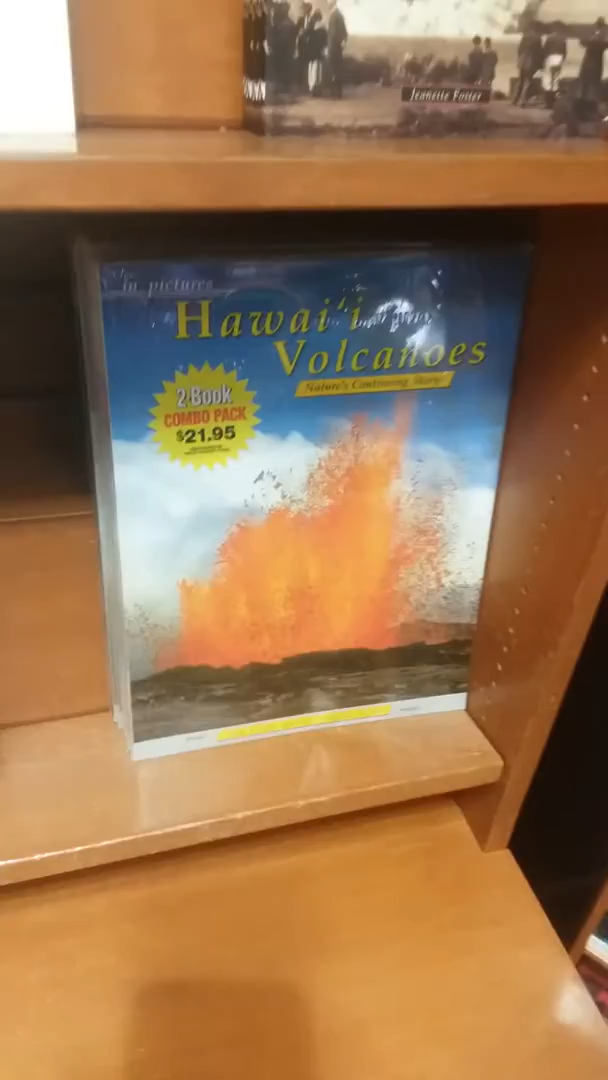 Jeanette Foster
in pictures
Hawai‘i
Volcanoes
Nature's Continuing Story
2-Book
COMBO PACK
$21.95